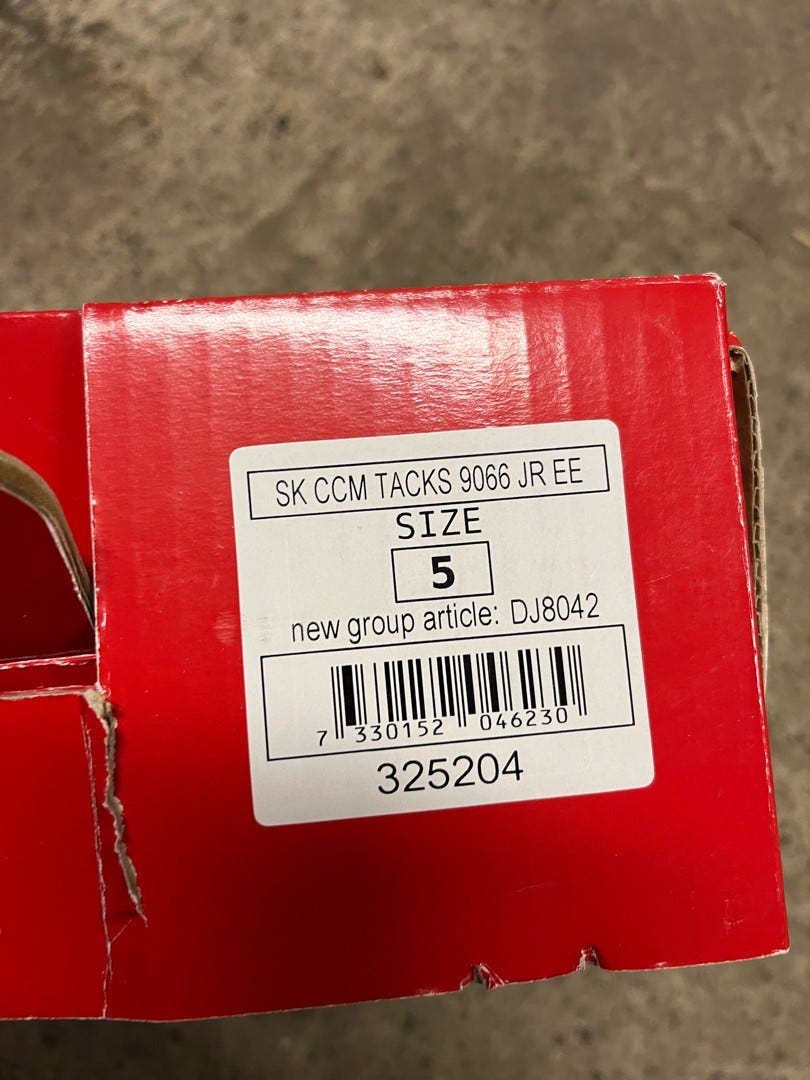 SK CCM TACKS 9066 JR EE
SIZE
5
new group article: DJ8042
7 330152 046230
325204